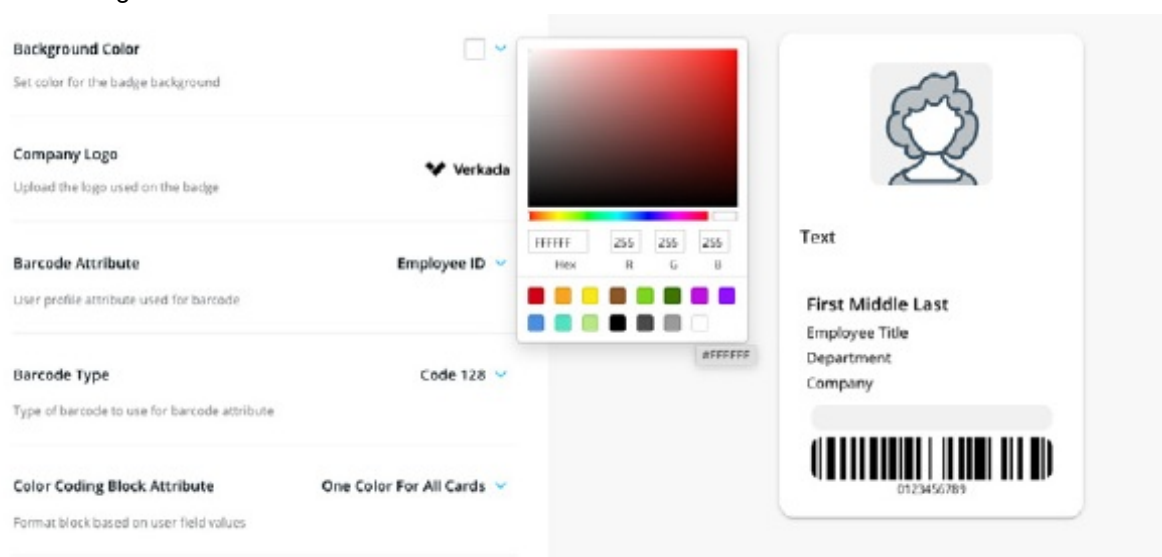 Background Color
Set color for the badge background
Company Logo
Verkada
Upload the logo used on the badge
Barcode Attribute
Employee ID
User profile attribute used for barcode
Barcode Type
Code 128
Type of barcode to use for barcode attribute
Color Coding Block Attribute
One Color For All Cards
Format block based on user field values
FFFFFF 255 255 255
Hex R G B
#FFFFFF
Text
First Middle Last
Employee Title
Department
Company
0123456789